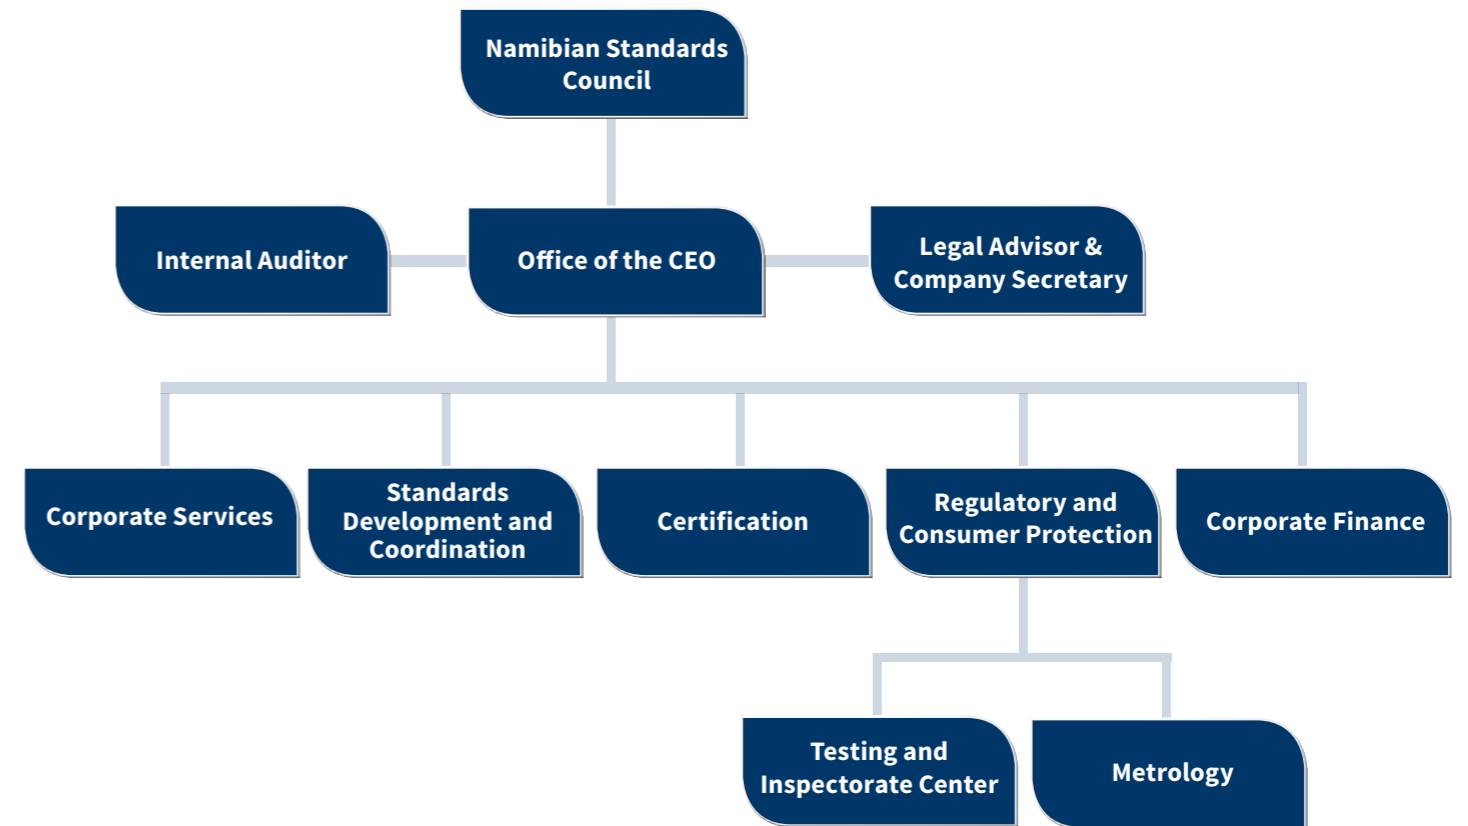 Namibian Standards
Council
Internal Auditor
Office of the CEO
Legal Advisor &
Company Secretary
Corporate Services
Standards
Development and
Coordination
Certification
Regulatory and
Consumer Protection
Corporate Finance
Testing and
Inspectorate Center
Metrology